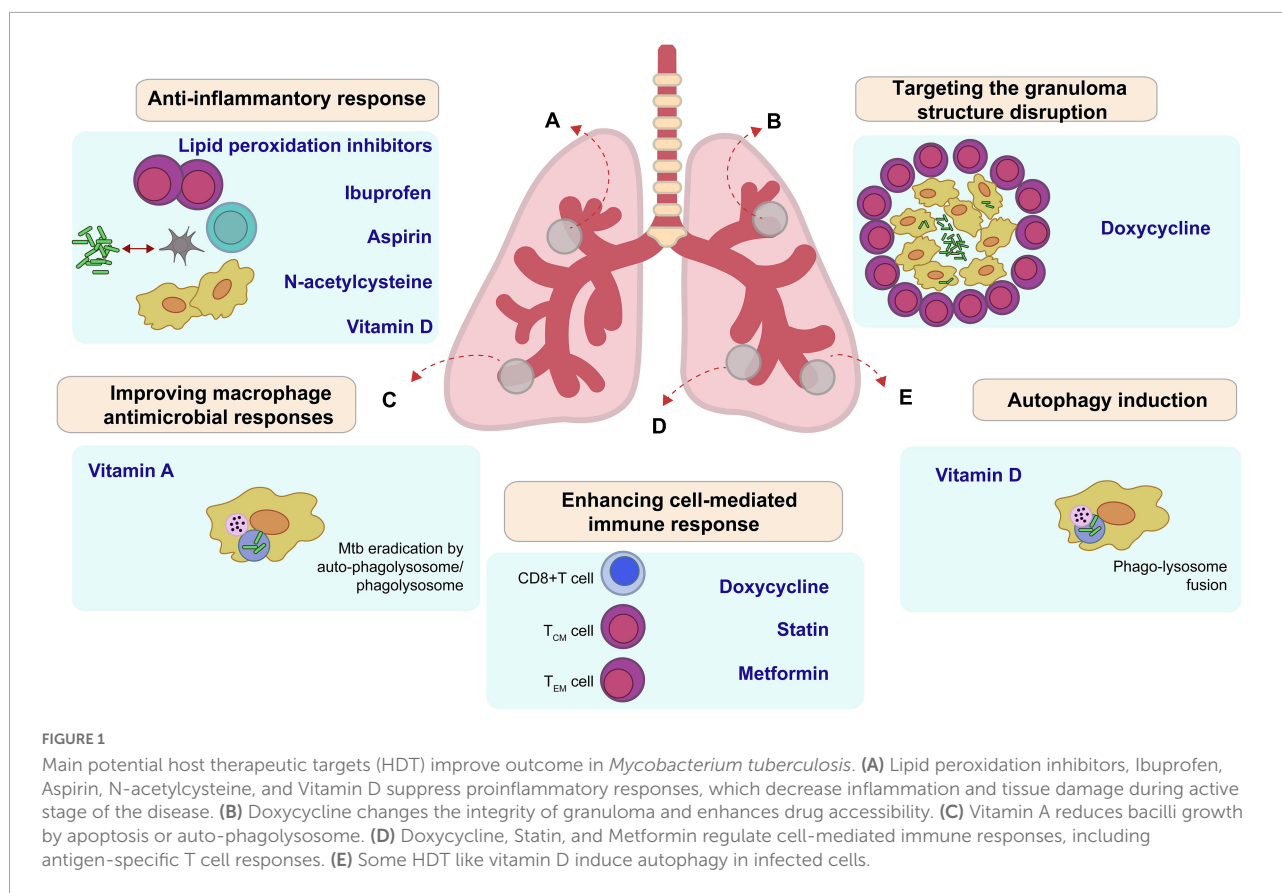 Anti-inflammantory response
Lipid peroxidation inhibitors
Ibuprofen
Aspirin
N-acetylcysteine
Vitamin D
A
B
Targeting the granuloma
structure disruption
Doxycycline
Improving macrophage
antimicrobial responses
Vitamin A
Mtb eradication by
auto-phagolysosome/
phagolysosome
C
D
E
Enhancing cell-mediated
immune response
CD8+T cell
TCM cell
TEM cell
Doxycycline
Statin
Metformin
Autophagy induction
Vitamin D
Phago-lysosome
fusion
FIGURE 1
Main potential host therapeutic targets (HDT) improve outcome in Mycobacterium tuberculosis. (A) Lipid peroxidation inhibitors, Ibuprofen,
Aspirin, N-acetylcysteine, and Vitamin D suppress proinflammatory responses, which decrease inflammation and tissue damage during active
stage of the disease. (B) Doxycycline changes the integrity of granuloma and enhances drug accessibility. (C) Vitamin A reduces bacilli growth
by apoptosis or auto-phagolysosome. (D) Doxycycline, Statin, and Metformin regulate cell-mediated immune responses, including
antigen-specific T cell responses. (E) Some HDT like vitamin D induce autophagy in infected cells.